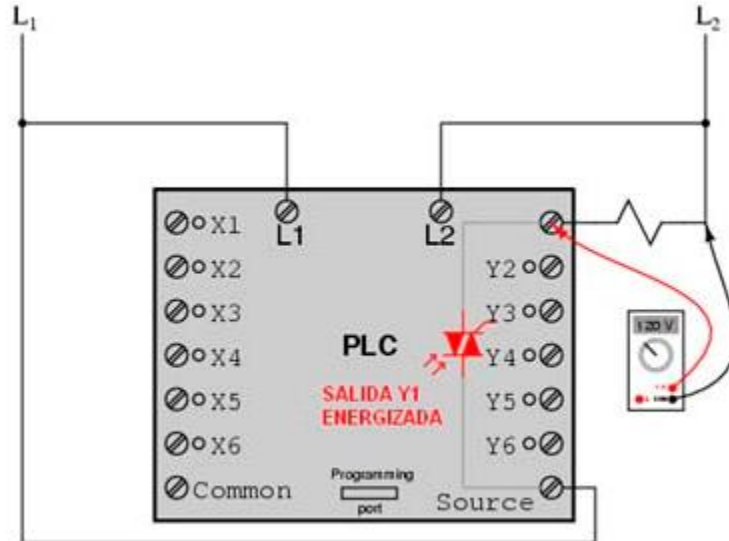 L1
L2
X1
L1
L2
X2
Y2
X3
Y3
PLC
X4
Y4
120 V
X5
SALIDA Y1
ENERGIZADA
Y5
X6
Y6
Common
Programming
port
Source